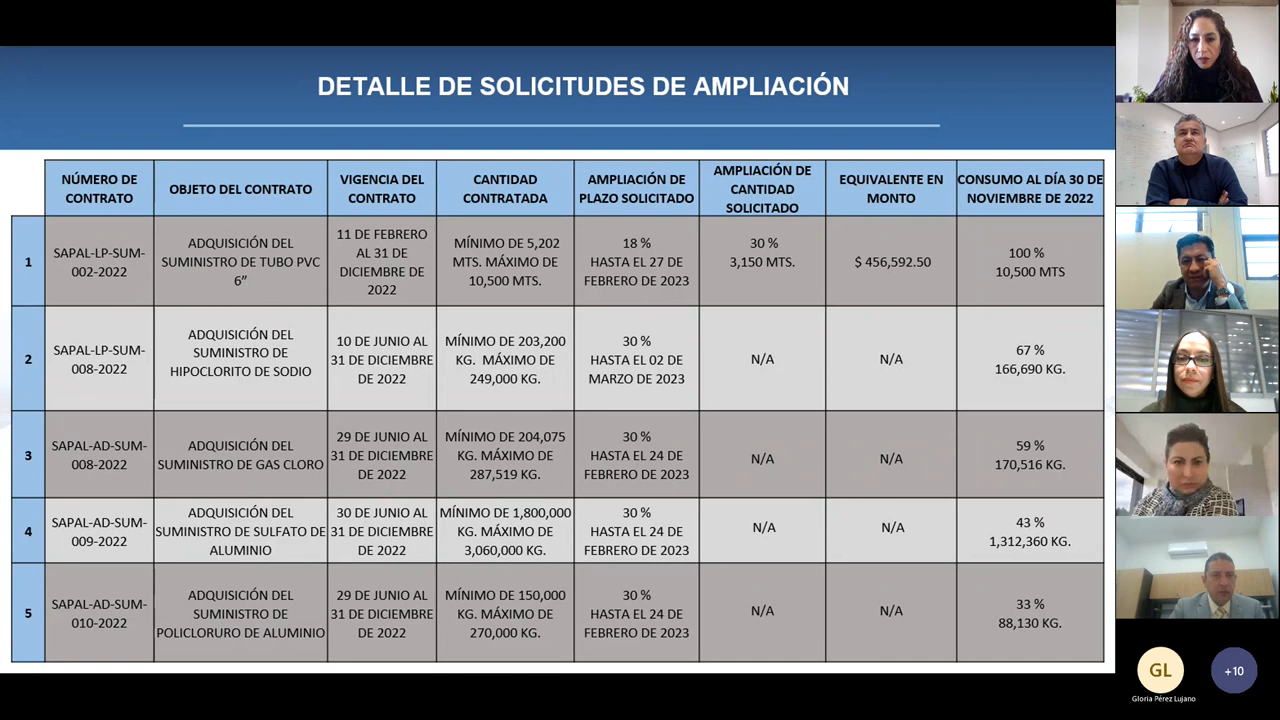 DETALLE DE SOLICITUDES DE AMPLIACIÓN
NÚMERO DE
CONTRATO
OBJETO DEL CONTRATO
VIGENCIA DEL
CONTRATO
CANTIDAD
CONTRATADA
AMPLIACIÓN DE
PLAZO SOLICITADO
AMPLIACIÓN DE
CANTIDAD
SOLICITADO
EQUIVALENTE EN
MONTO
CONSUMO AL DÍA 30 DE
NOVIEMBRE DE 2022
1
SAPAL-LP-SUM-
002-2022
ADQUISICIÓN DEL
SUMINISTRO DE TUBO PVC
6”
11 DE FEBRERO
AL 31 DE
DICIEMBRE DE
2022
MÍNIMO DE 5,202
MTS. MÁXIMO DE
10,500 MTS.
18 %
HASTA EL 27 DE
FEBRERO DE 2023
30 %
3,150 MTS.
$ 456,592.50
100 %
10,500 MTS
2
SAPAL-LP-SUM-
008-2022
ADQUISICIÓN DEL
SUMINISTRO DE
HIPOCLORITO DE SODIO
10 DE JUNIO AL
31 DE DICIEMBRE
DE 2022
MÍNIMO DE 203,200
KG. MÁXIMO DE
249,000 KG.
30 %
HASTA EL 02 DE
MARZO DE 2023
N/A
N/A
67 %
166,690 KG.
3
SAPAL-AD-SUM-
008-2022
ADQUISICIÓN DEL
SUMINISTRO DE GAS CLORO
29 DE JUNIO AL
31 DE DICIEMBRE
DE 2022
MÍNIMO DE 204,075
KG. MÁXIMO DE
287,519 KG.
30 %
HASTA EL 24 DE
FEBRERO DE 2023
N/A
N/A
59 %
170,516 KG.
4
SAPAL-AD-SUM-
009-2022
ADQUISICIÓN DEL
SUMINISTRO DE SULFATO DE
ALUMINIO
30 DE JUNIO AL
31 DE DICIEMBRE
DE 2022
MÍNIMO DE 1,800,000
KG. MÁXIMO DE
3,060,000 KG.
30 %
HASTA EL 24 DE
FEBRERO DE 2023
N/A
N/A
43 %
1,312,360 KG.
5
SAPAL-AD-SUM-
010-2022
ADQUISICIÓN DEL
SUMINISTRO DE
POLICLORURO DE ALUMINIO
29 DE JUNIO AL
31 DE DICIEMBRE
DE 2022
MÍNIMO DE 150,000
KG. MÁXIMO DE
270,000 KG.
30 %
HASTA EL 24 DE
FEBRERO DE 2023
N/A
N/A
33 %
88,130 KG.
GL
+10
Gloria Pérez Lujano